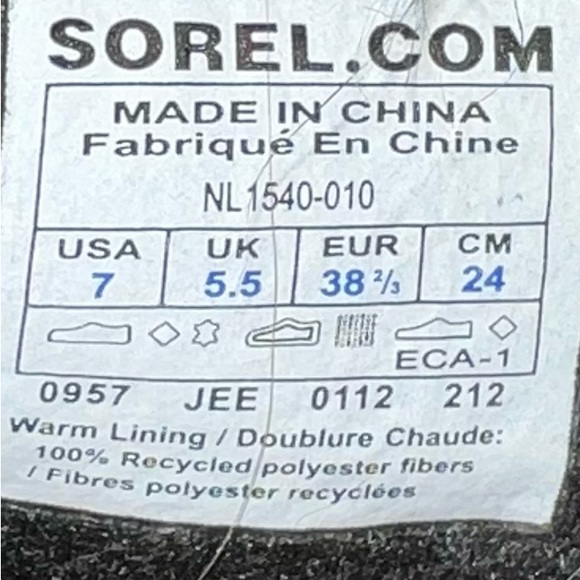 SOREL.COM
MADE IN CHINA
Fabriqué En Chine
NL1540-010
USA UK EUR CM
7 5.5 38 2/3 24
ECA-1
0957 JEE 0112 212
Warm Lining / Doublure Chaude:
100% Recycled polyester fibers
/ Fibres polyester recyclées